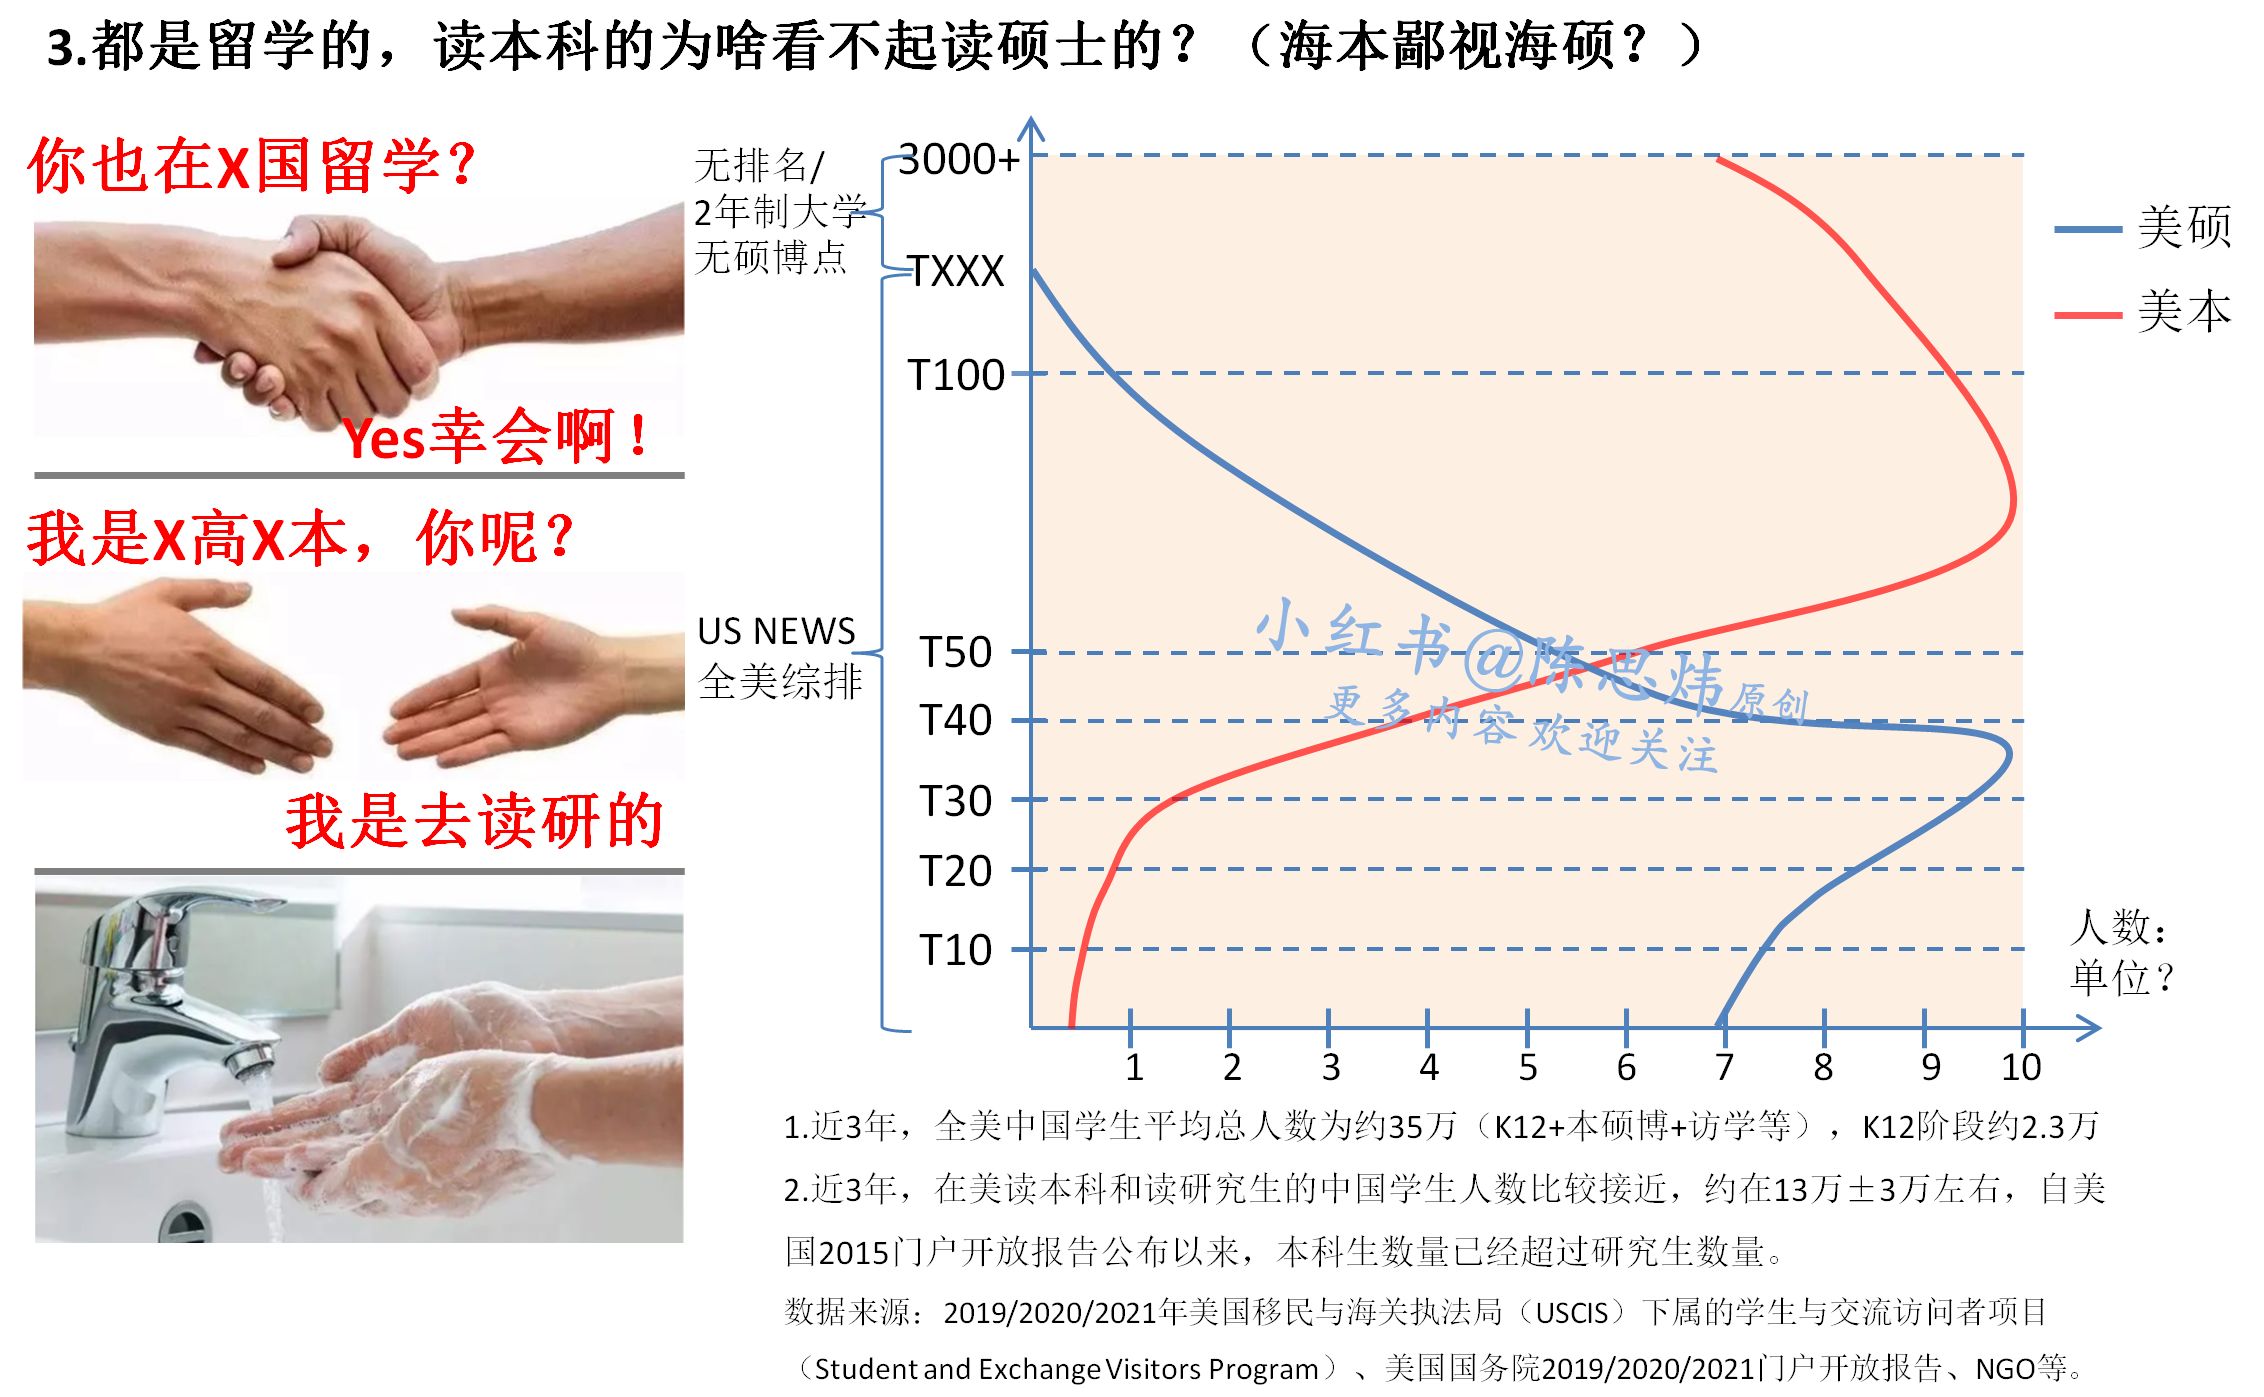 3.都是留学的，读本科的为啥看不起读硕士的？（海本鄙视海硕？）
你也在X国留学？
Yes幸会啊！
我是X高X本，你呢？
我是去读研的
无排名/
2年制大学
无硕博点
US NEWS
全美综排
3000+
TXXX
T100
T50
T40
T30
T20
T10
1 2 3 4 5 6 7 8 9 10
美硕
美本
人数：
单位？
小红书@陈思炜原创
更多内容欢迎关注
1.近3年，全美中国学生平均总人数为约35万（K12+本硕博+访学等），K12阶段约2.3万
2.近3年，在美读本科和读研究生的中国学生人数比较接近，约在13万±3万左右，自美
国2015门户开放报告公布以来，本科生数量已经超过研究生数量。
数据来源：2019/2020/2021年美国移民与海关执法局（USCIS）下属的学生与交流访问者项目
（Student and Exchange Visitors Program）、美国国务院2019/2020/2021门户开放报告、NGO等。